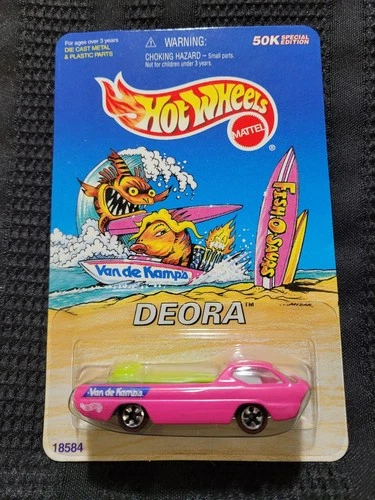 For ages over 3 years
DIE CAST METAL
& PLASTIC PARTS
⚠ WARNING:
CHOKING HAZARD – Small parts.
Not for children under 3 years.
50K SPECIAL
EDITION
Hot Wheels
MATTEL
®
FISH-O-SAURS
Van de Kamp's
DEORA™
Van de Kamp's
18584